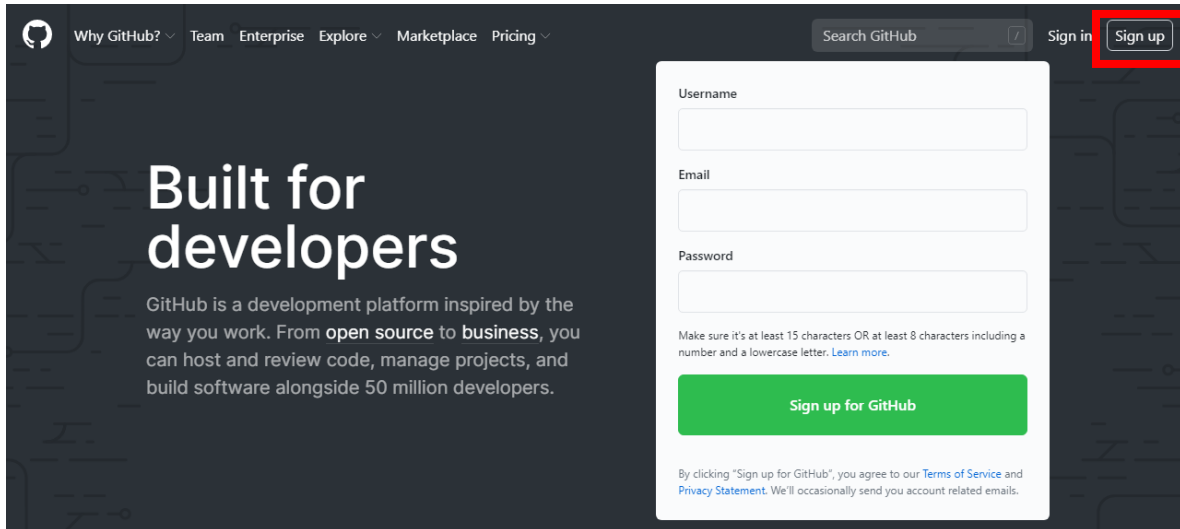 Why GitHub? Team Enterprise Explore Marketplace Pricing Search GitHub / Sign in Sign up
Built for
developers
GitHub is a development platform inspired by the
way you work. From open source to business, you
can host and review code, manage projects, and
build software alongside 50 million developers.
Username
Email
Password
Make sure it's at least 15 characters OR at least 8 characters including a
number and a lowercase letter. Learn more.
Sign up for GitHub
By clicking "Sign up for GitHub", you agree to our Terms of Service and
Privacy Statement. We'll occasionally send you account related emails.